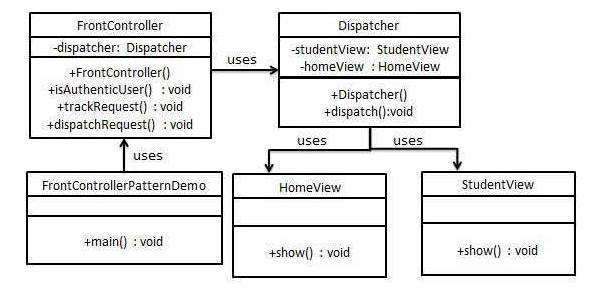 FrontController
-dispatcher: Dispatcher
+FrontController()
+isAuthenticUser() : void
+trackRequest() : void
+dispatchRequest() : void
uses
Dispatcher
-studentView: StudentView
-homeView : HomeView
+Dispatcher()
+dispatch():void
uses
uses
uses
FrontControllerPatternDemo
+main() : void
HomeView
+show() : void
StudentView
+show() : void